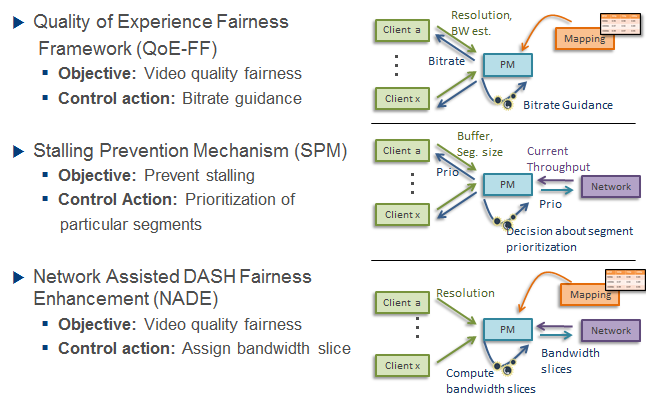 Quality of Experience Fairness
Framework (QoE-FF)
Objective: Video quality fairness
Control action: Bitrate guidance
Client a
Resolution,
BW est.
Mapping
Bitrate
PM
Client x
Bitrate Guidance
Stalling Prevention Mechanism (SPM)
Objective: Prevent stalling
Control Action: Prioritization of
particular segments
Client a
Buffer,
Seg. size
Current
Throughput
Prio
PM
Network
Prio
Client x
Decision about segment
prioritization
Network Assisted DASH Fairness
Enhancement (NADE)
Objective: Video quality fairness
Control action: Assign bandwidth slice
Client a
Resolution
Mapping
PM
Network
Client x
Bandwidth
slices
Compute
bandwidth slices